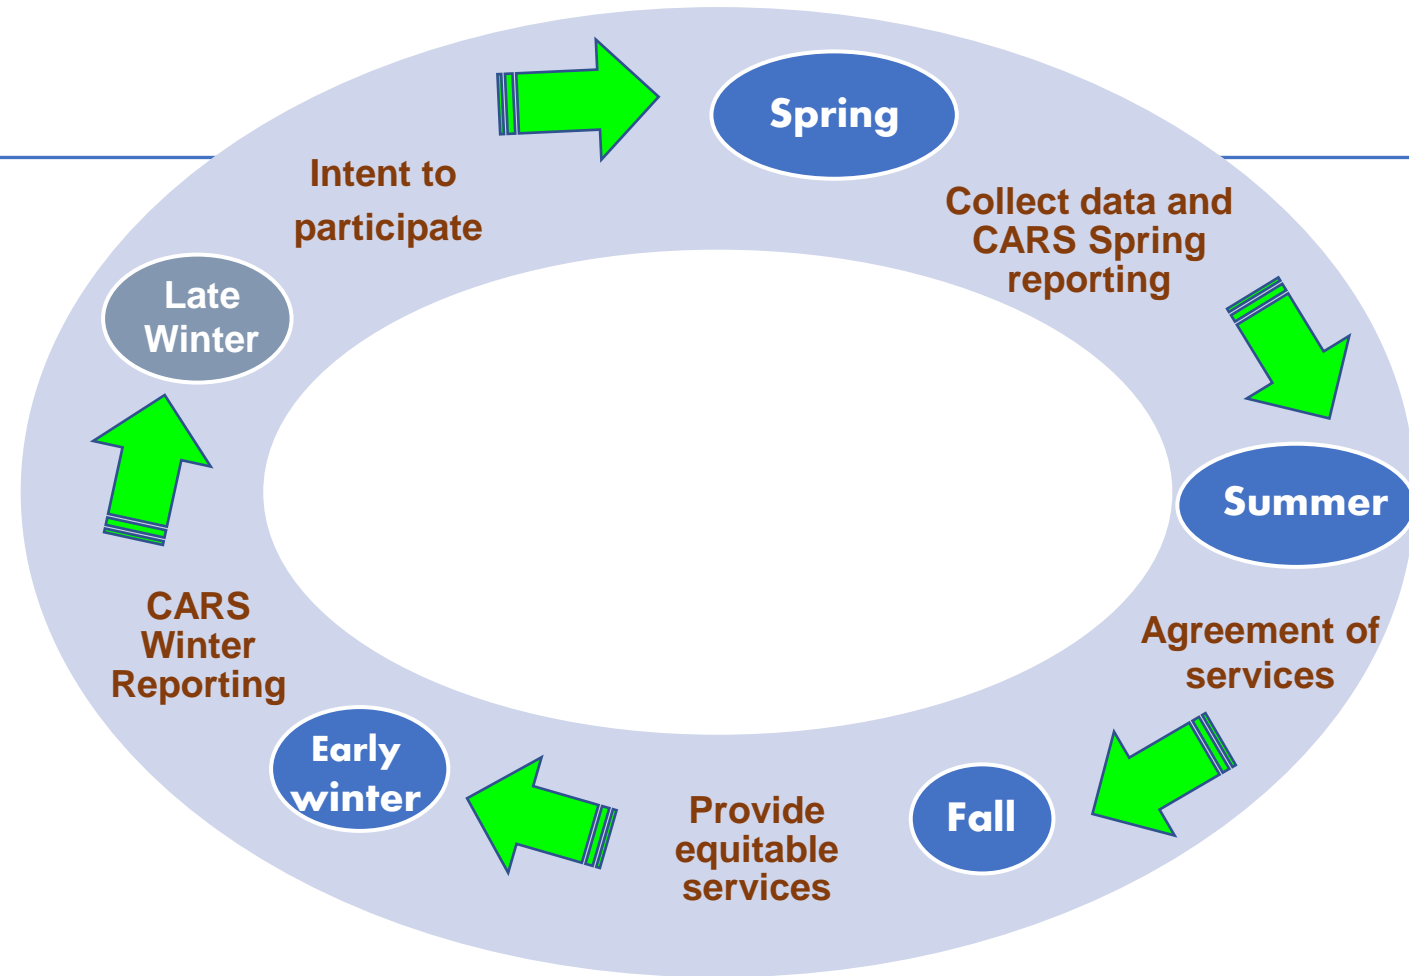 Spring
Collect data and
CARS Spring
reporting
Summer
Agreement of
services
Fall
Provide
equitable
services
Early
winter
CARS
Winter
Reporting
Late
Winter
Intent to
participate